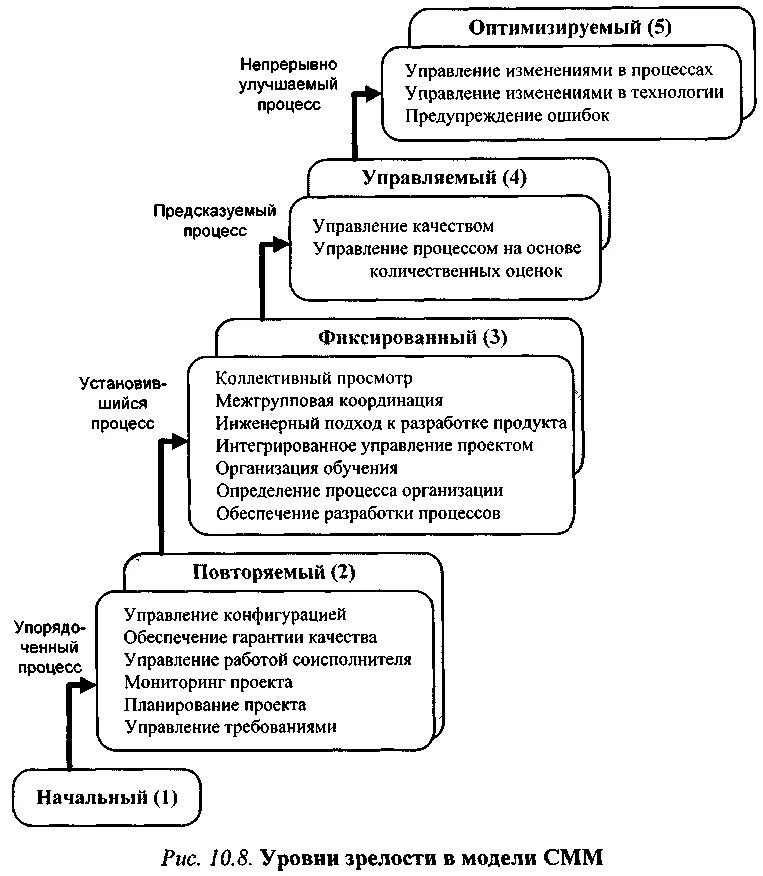 Оптимизируемый (5)
Непрерывно
улучшаемый
процесс
Управление изменениями в процессах
Управление изменениями в технологии
Предупреждение ошибок
Управляемый (4)
Предсказуемый
процесс
Управление качеством
Управление процессом на основе
количественных оценок
Фиксированный (3)
Установив-
шийся
процесс
Коллективный просмотр
Межгрупповая координация
Инженерный подход к разработке продукта
Интегрированное управление проектом
Организация обучения
Определение процесса организации
Обеспечение разработки процессов
Повторяемый (2)
Упорядо-
ченный
процесс
Управление конфигурацией
Обеспечение гарантии качества
Управление работой соисполнителя
Мониторинг проекта
Планирование проекта
Управление требованиями
Начальный (1)
Рис. 10.8. Уровни зрелости в модели СММ